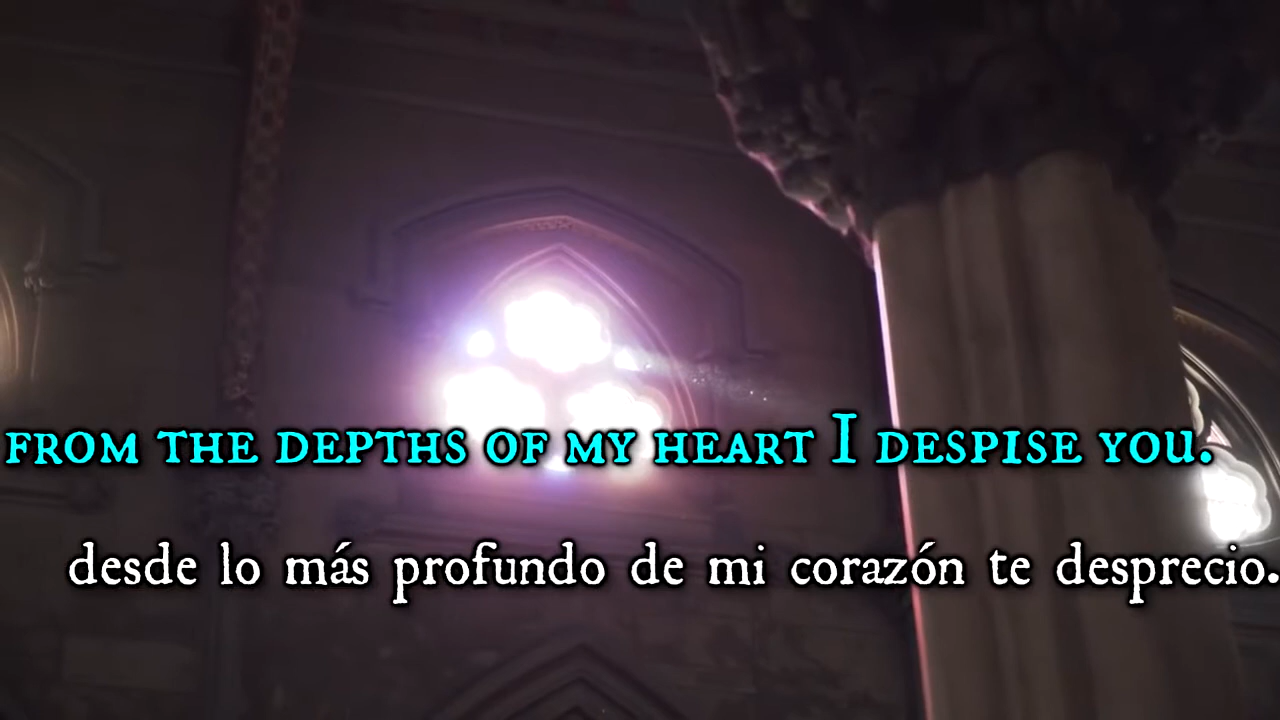 from the depths of my heart I despise you.
desde lo más profundo de mi corazón te desprecio.